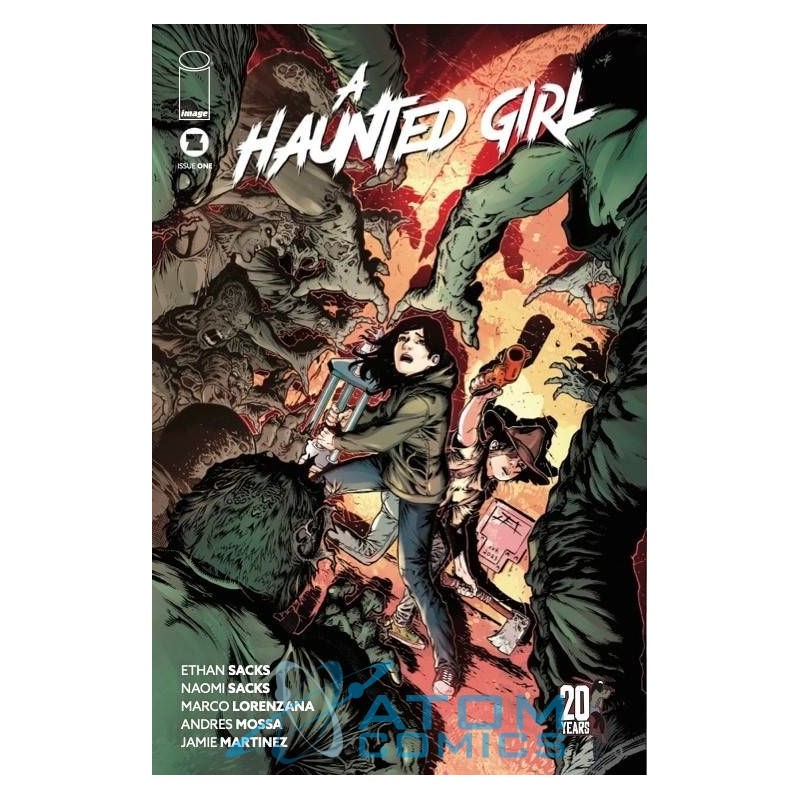 image
ISSUE ONE
A
HAUNTED GIRL
ETHAN SACKS
NAOMI SACKS
MARCO LORENZANA
ANDRES MOSSA
JAMIE MARTINEZ
ATOM
COMICS
20
YEARS